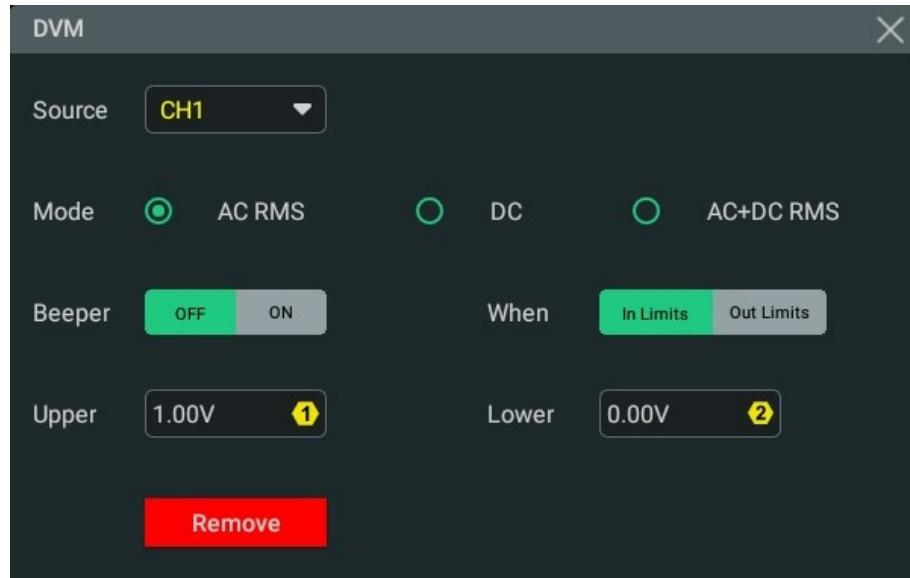 DVM
Source CH1
Mode AC RMS DC AC+DC RMS
Beeper OFF ON When In Limits Out Limits
Upper 1.00V 1 Lower 0.00V 2
Remove